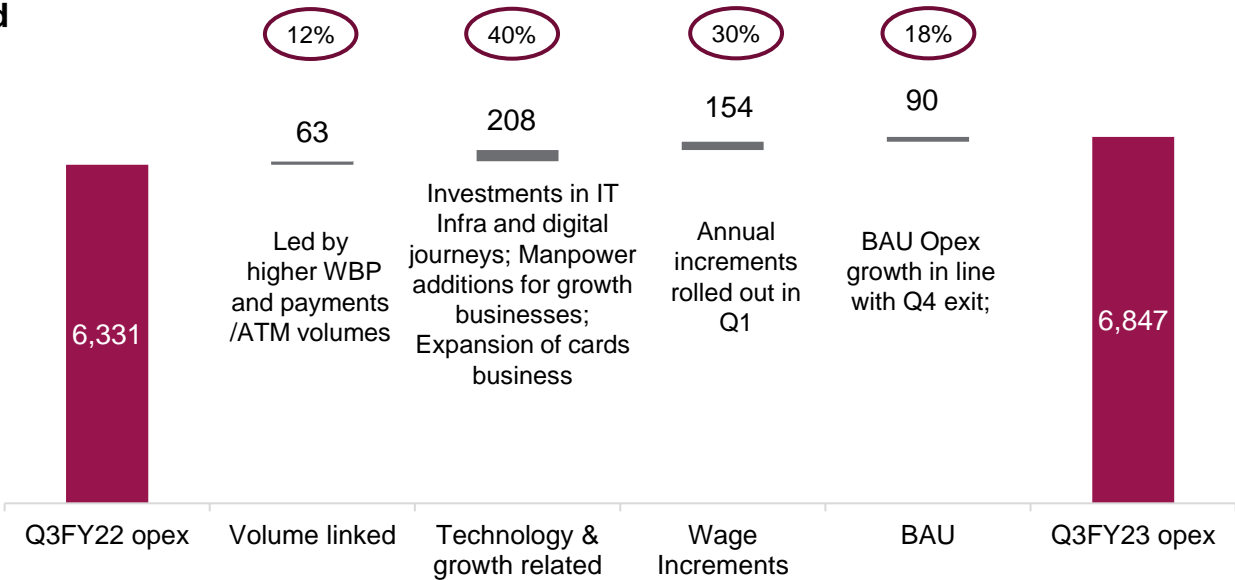 d
12%
40%
30%
18%
63
208
154
90
Led by
higher WBP
and payments
/ATM volumes
Investments in IT
Infra and digital
journeys; Manpower
additions for growth
businesses;
Expansion of cards
business
Annual
increments
rolled out in
Q1
BAU Opex
growth in line
with Q4 exit;
6,331
6,847
Q3FY22 opex
Volume linked
Technology &
growth related
Wage
Increments
BAU
Q3FY23 opex